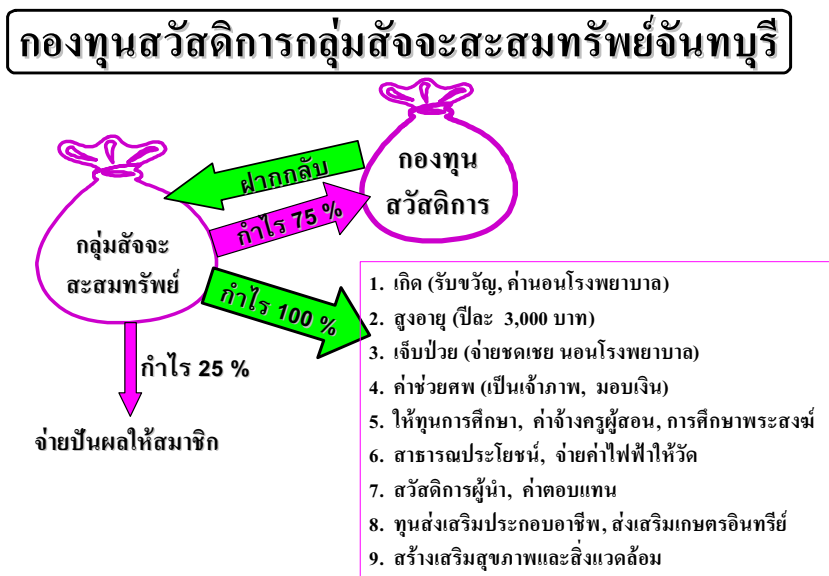 กองทุนสวัสดิการกลุ่มสัจจะสะสมทรัพย์จันทบุรี
กองทุน
สวัสดิการ
ฝากกลับ
กำไร 75 %
กลุ่มสัจจะ
สะสมทรัพย์
กำไร 100 %
กำไร 25 %
จ่ายปันผลให้สมาชิก
1. เกิด (รับขวัญ, ค่านอนโรงพยาบาล)
2. สูงอายุ (ปีละ 3,000 บาท)
3. เจ็บป่วย (จ่ายชดเชย นอนโรงพยาบาล)
4. ค่าช่วยศพ (เป็นเจ้าภาพ, มอบเงิน)
5. ให้ทุนการศึกษา, ค่าจ้างครูผู้สอน, การศึกษาพระสงฆ์
6. สาธารณประโยชน์, จ่ายค่าไฟฟ้าให้วัด
7. สวัสดิการผู้นำ, ค่าตอบแทน
8. ทุนส่งเสริมประกอบอาชีพ, ส่งเสริมเกษตรอินทรีย์
9. สร้างเสริมสุขภาพและสิ่งแวดล้อม